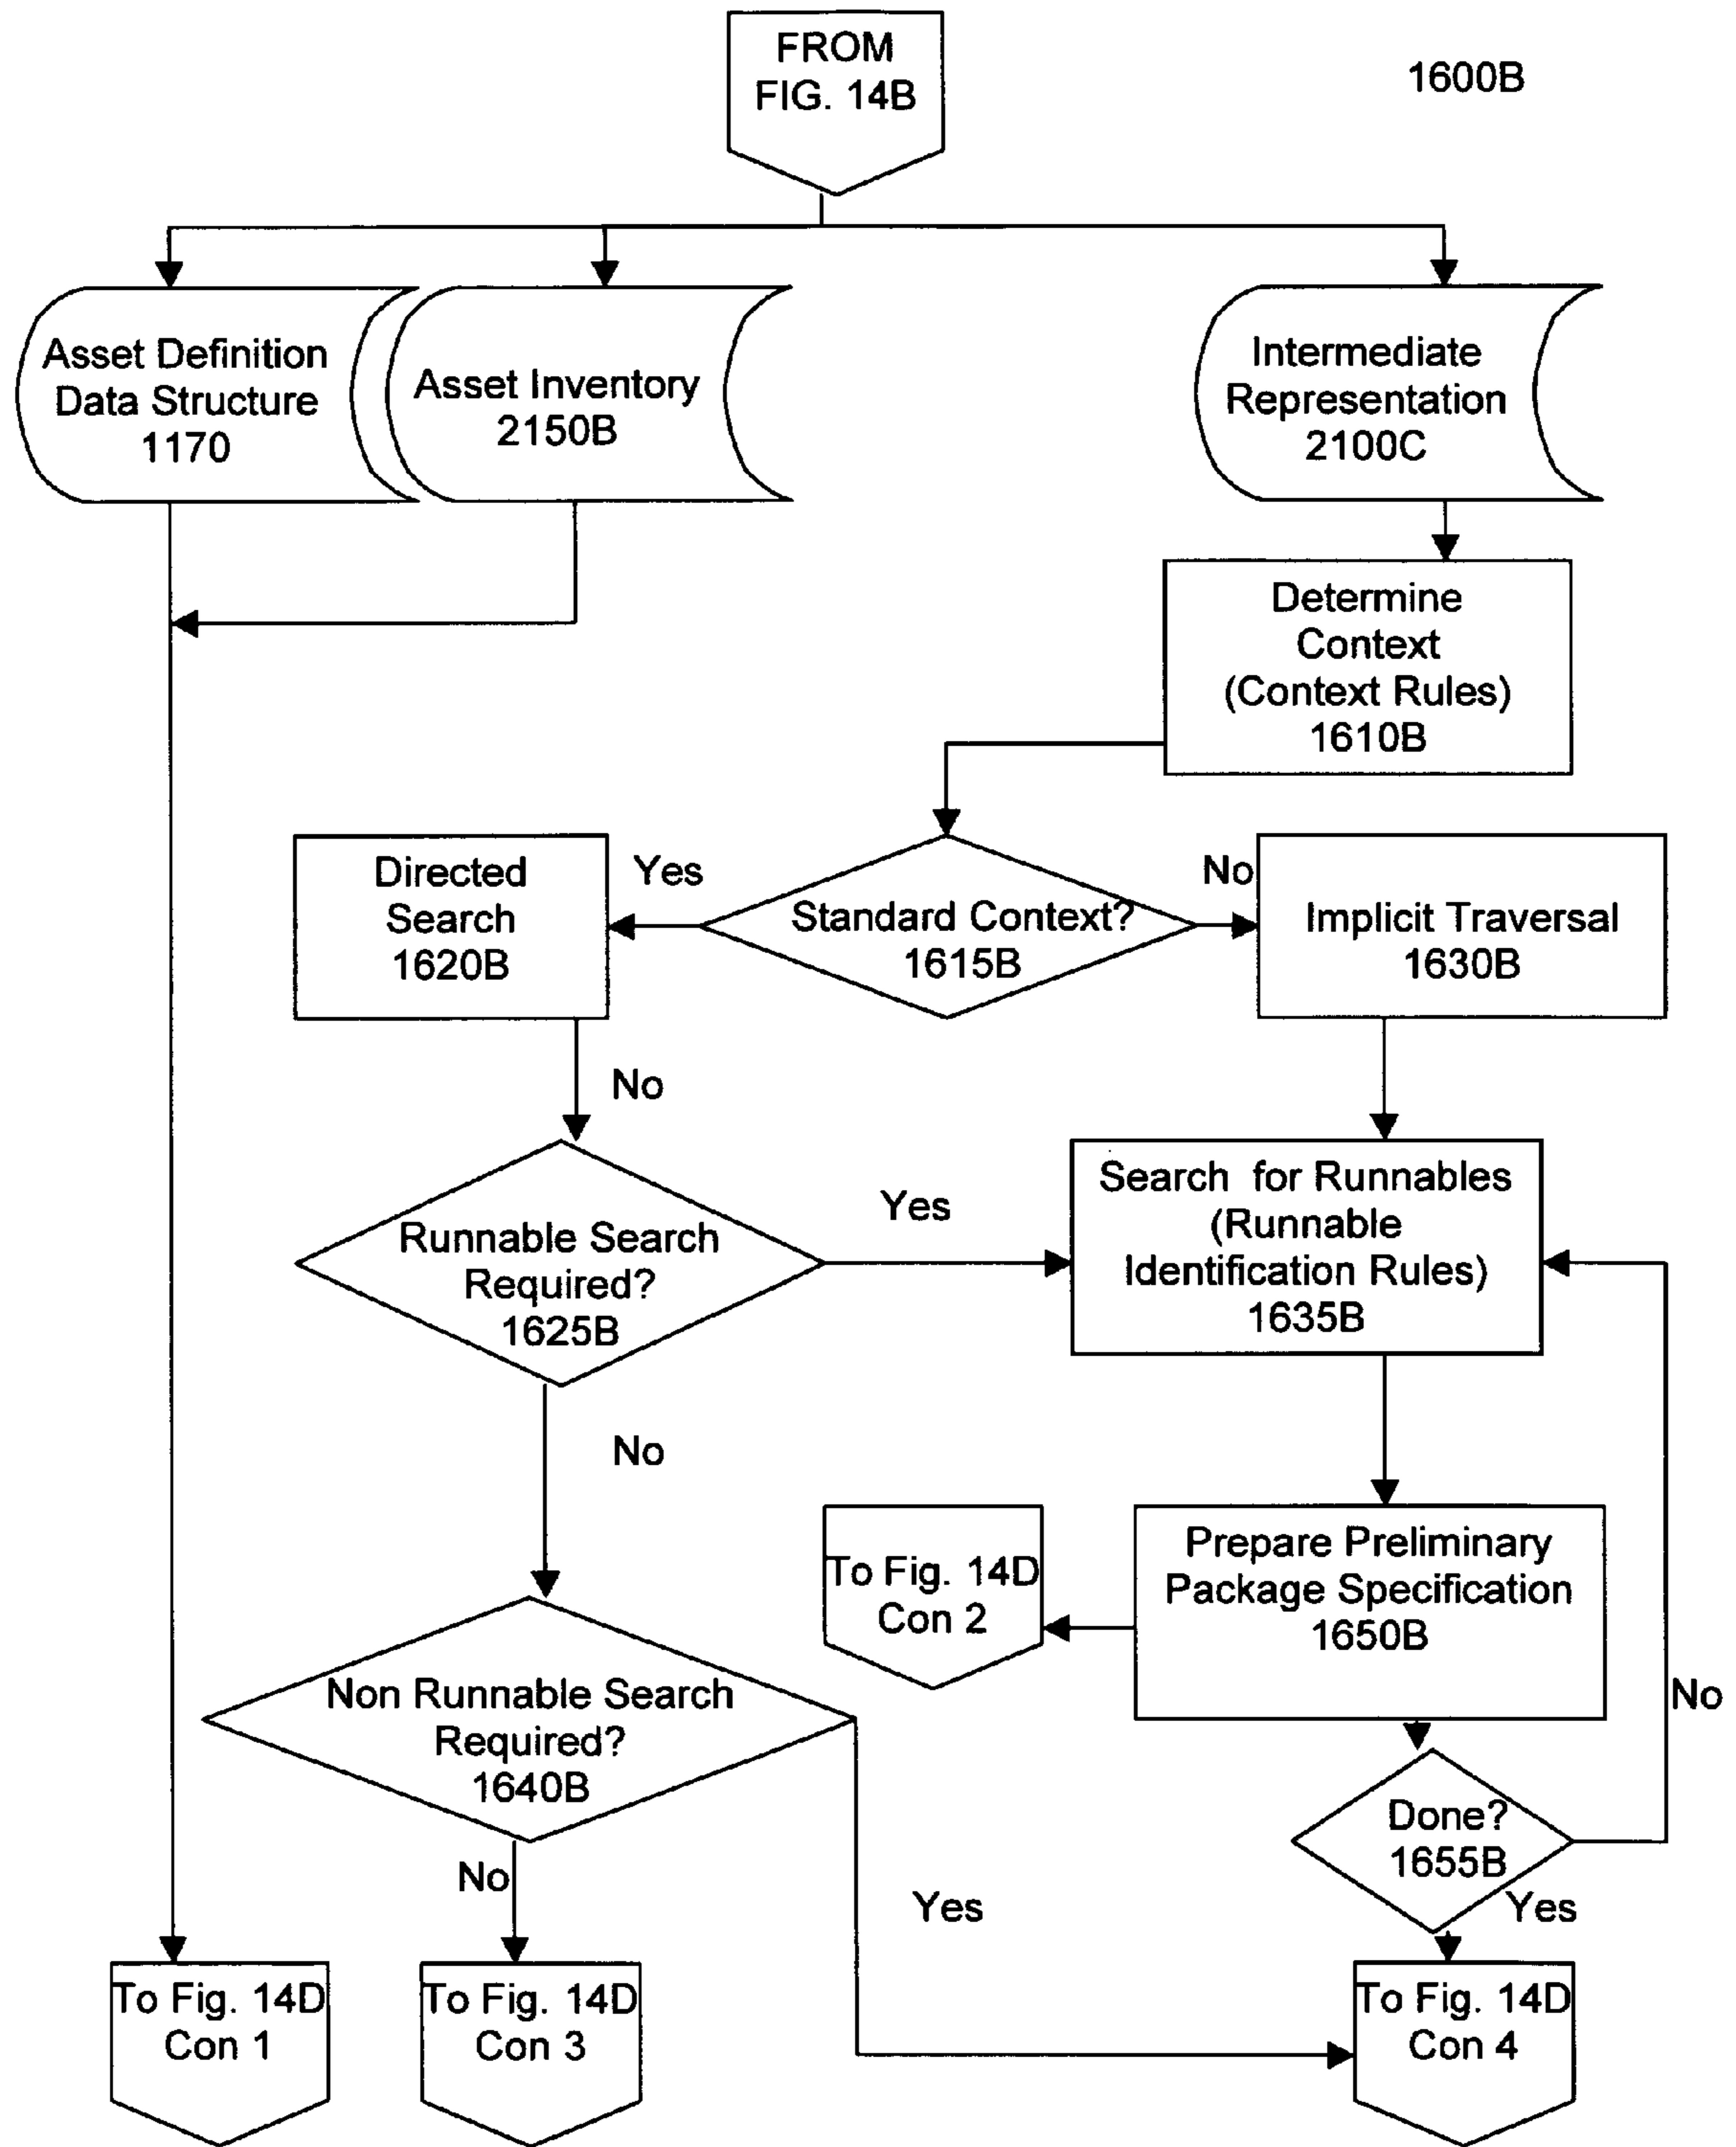 FROM
FIG. 14B
1600B
Asset Definition
Data Structure
1170
Asset Inventory
2150B
Intermediate
Representation
2100C
Determine
Context
(Context Rules)
1610B
Directed
Search
1620B
Yes
Standard Context?
1615B
No
Implicit Traversal
1630B
No
Runnable Search
Required?
1625B
Yes
Search for Runnables
(Runnable
Identification Rules)
1635B
No
To Fig. 14D
Con 2
Prepare Preliminary
Package Specification
1650B
No
Non Runnable Search
Required?
1640B
Done?
1655B
No
Yes
Yes
To Fig. 14D
Con 1
To Fig. 14D
Con 3
To Fig. 14D
Con 4